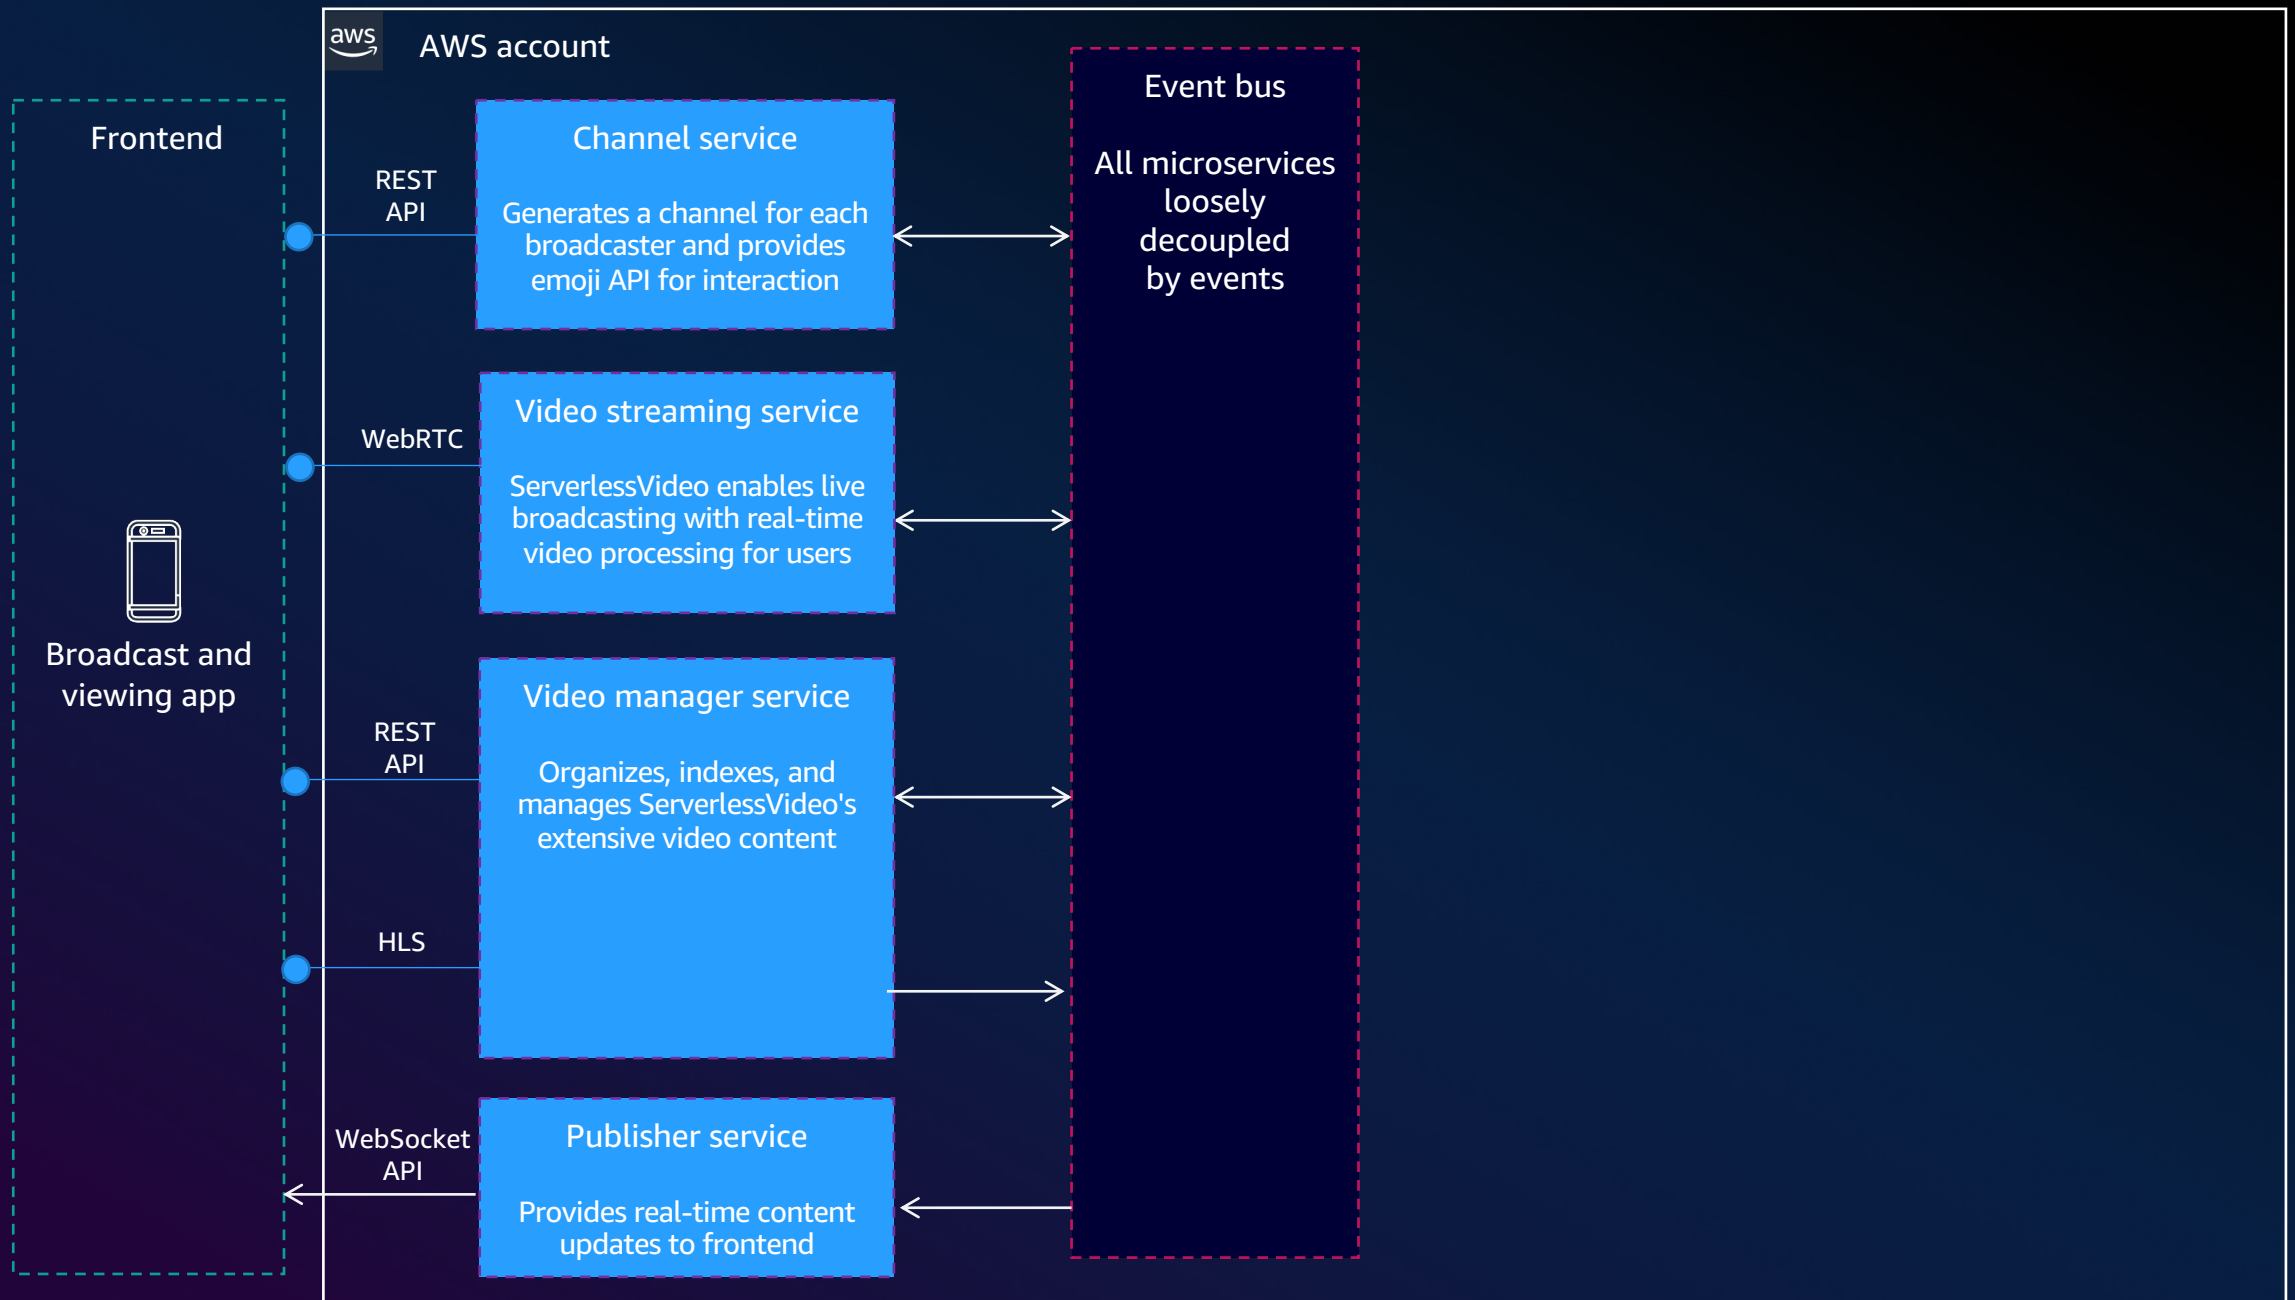 aws
AWS account
Frontend
Broadcast and
viewing app
REST
API
Channel service
Generates a channel for each
broadcaster and provides
emoji API for interaction
WebRTC
Video streaming service
ServerlessVideo enables live
broadcasting with real-time
video processing for users
REST
API
HLS
Video manager service
Organizes, indexes, and
manages ServerlessVideo's
extensive video content
WebSocket
API
Publisher service
Provides real-time content
updates to frontend
Event bus
All microservices
loosely
decoupled
by events